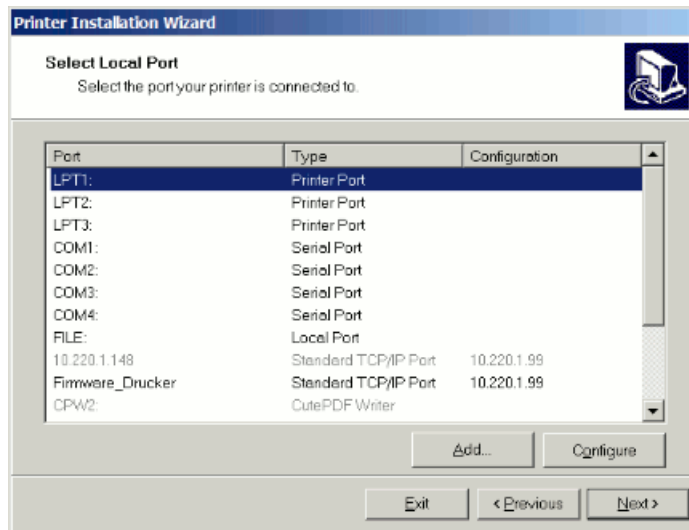 Printer Installation Wizard
Select Local Port
Select the port your printer is connected to.
Port Type Configuration
LPT1: Printer Port
LPT2: Printer Port
LPT3: Printer Port
COM1: Serial Port
COM2: Serial Port
COM3: Serial Port
COM4: Serial Port
FILE: Local Port
10.220.1.148 Standard TCP/IP Port 10.220.1.99
Firmware_Drucker Standard TCP/IP Port 10.220.1.99
CPW2: CutePDF Writer
Add... Configure
Exit < Previous Next >